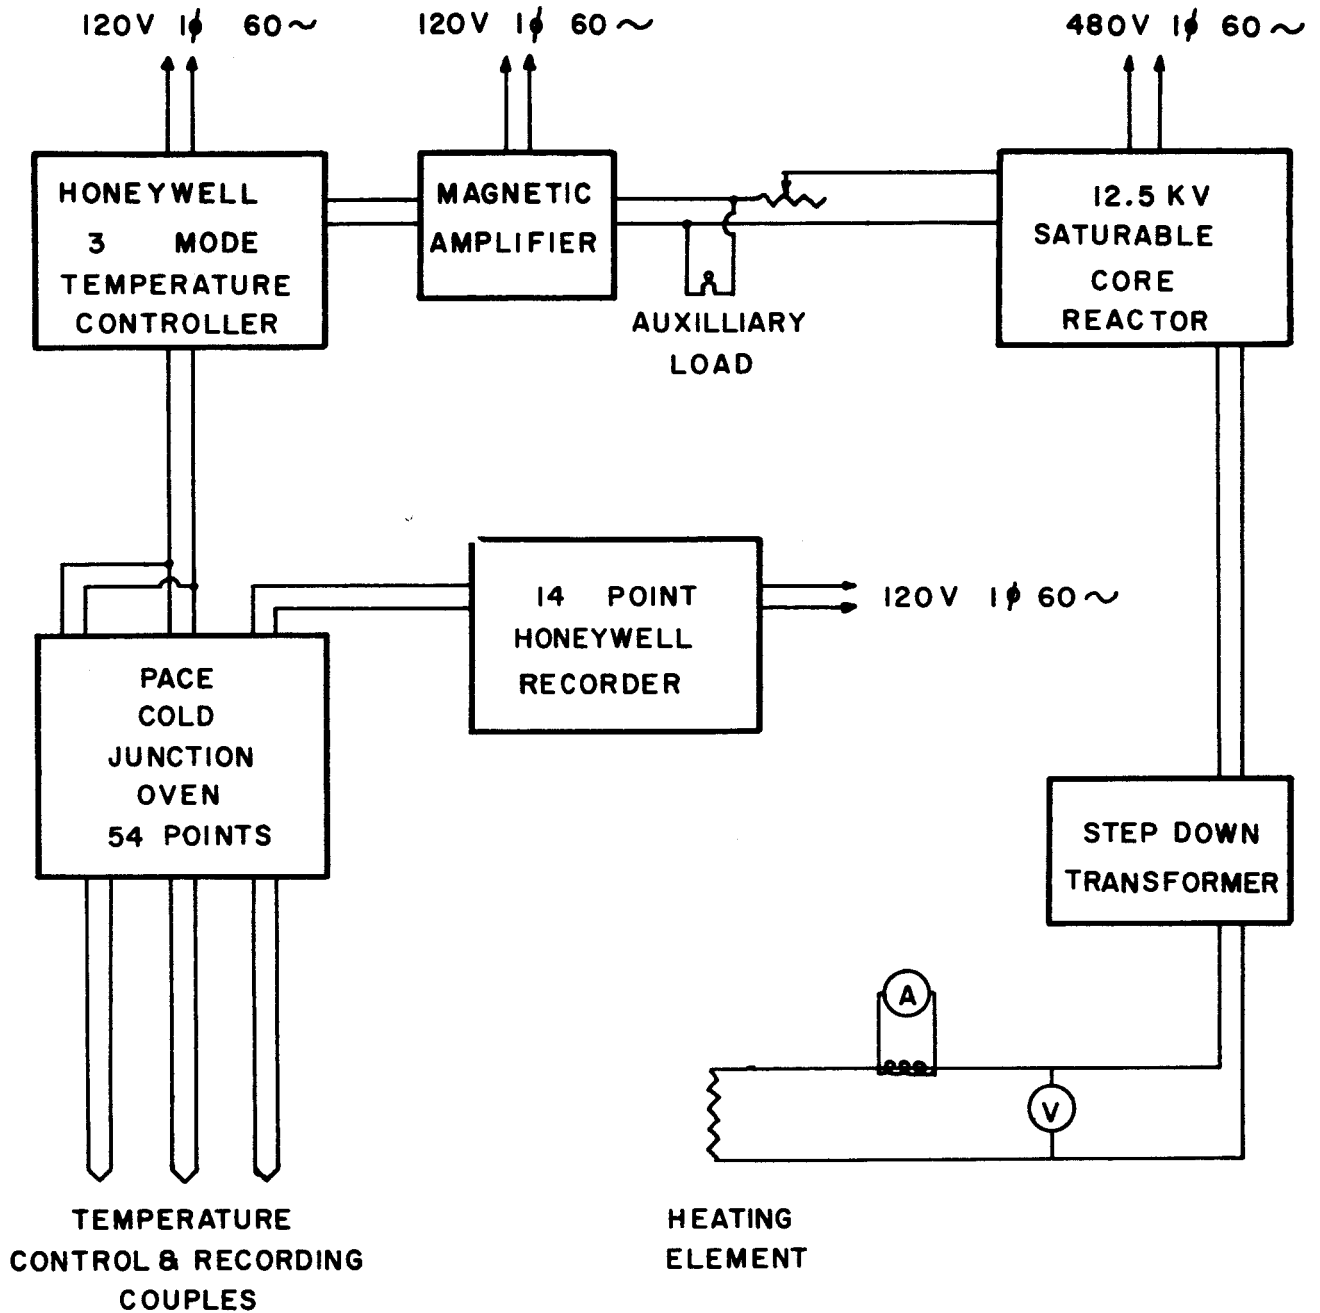 120V 1ϕ 60~
120V 1ϕ 60~
480V 1ϕ 60~
HONEYWELL
3 MODE
TEMPERATURE
CONTROLLER
MAGNETIC
AMPLIFIER
AUXILLIARY
LOAD
12.5 KV
SATURABLE
CORE
REACTOR
14 POINT
HONEYWELL
RECORDER
120V 1ϕ 60~
PACE
COLD
JUNCTION
OVEN
54 POINTS
STEP DOWN
TRANSFORMER
A
V
TEMPERATURE
CONTROL & RECORDING
COUPLES
HEATING
ELEMENT